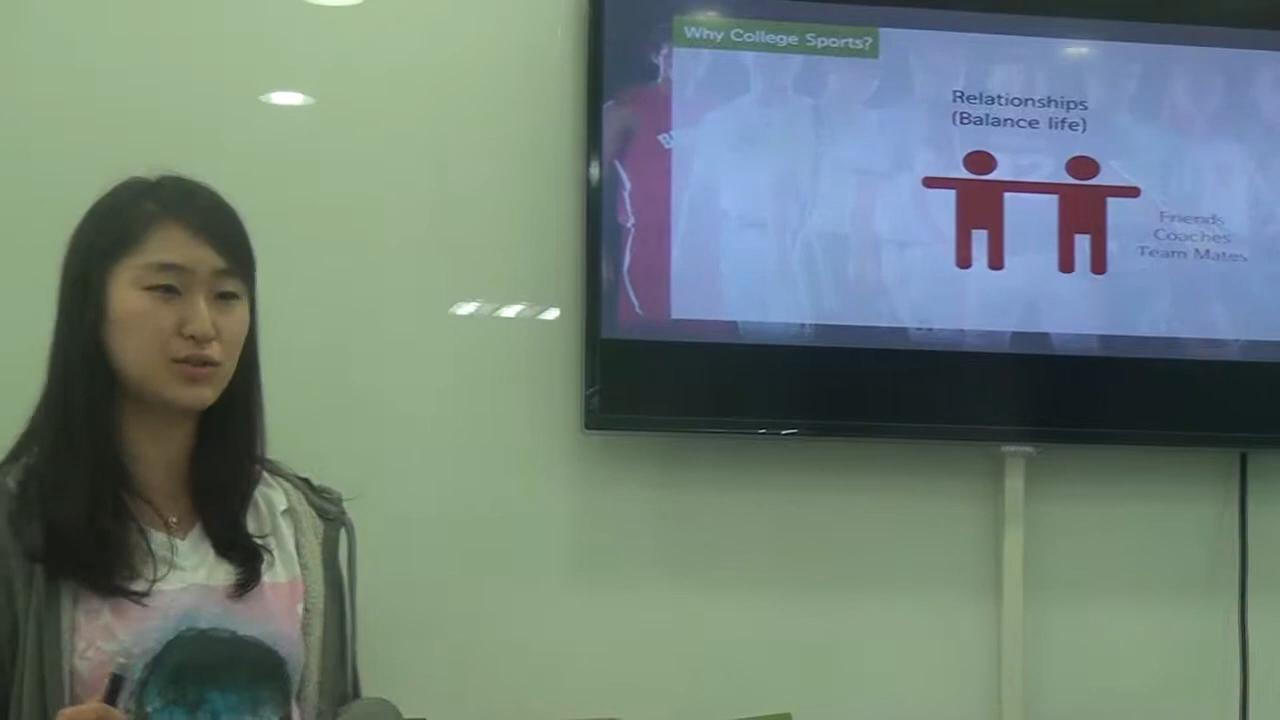 Why College Sports?
Relationships
(Balance life)
Friends
Coaches
Team Mates